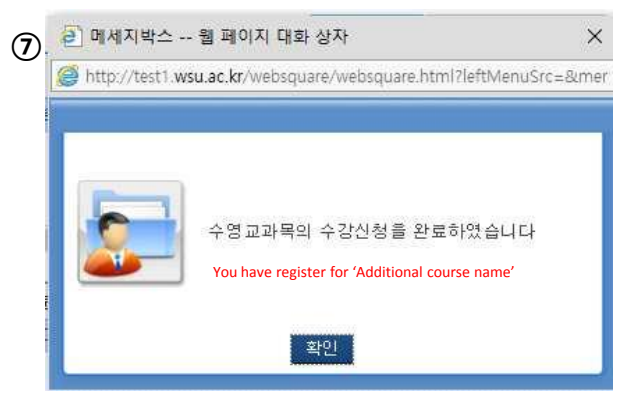 ⑦
메세지박스 -- 웹 페이지 대화 상자
http://test1.wsu.ac.kr/websquare/websquare.html?leftMenuSrc=&mer
수영교과목의 수강신청을 완료하였습니다
You have register for ‘Additional course name’
확인